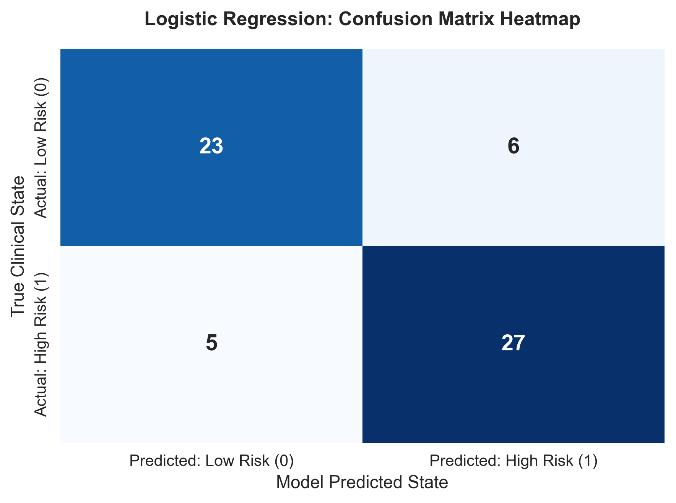 Logistic Regression: Confusion Matrix Heatmap
True Clinical State
Actual: Low Risk (0)
23
6
Actual: High Risk (1)
5
27
Predicted: Low Risk (0)
Predicted: High Risk (1)
Model Predicted State